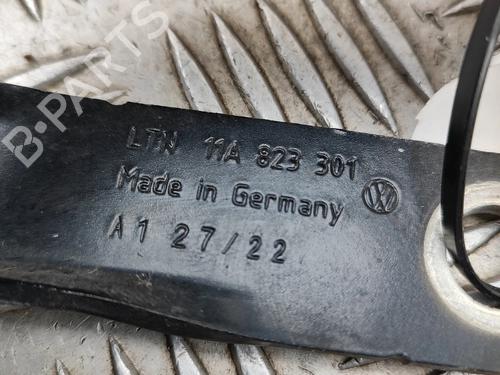 B-PARTS
LTN 11A 823 301
Made in Germany
A1 27/22